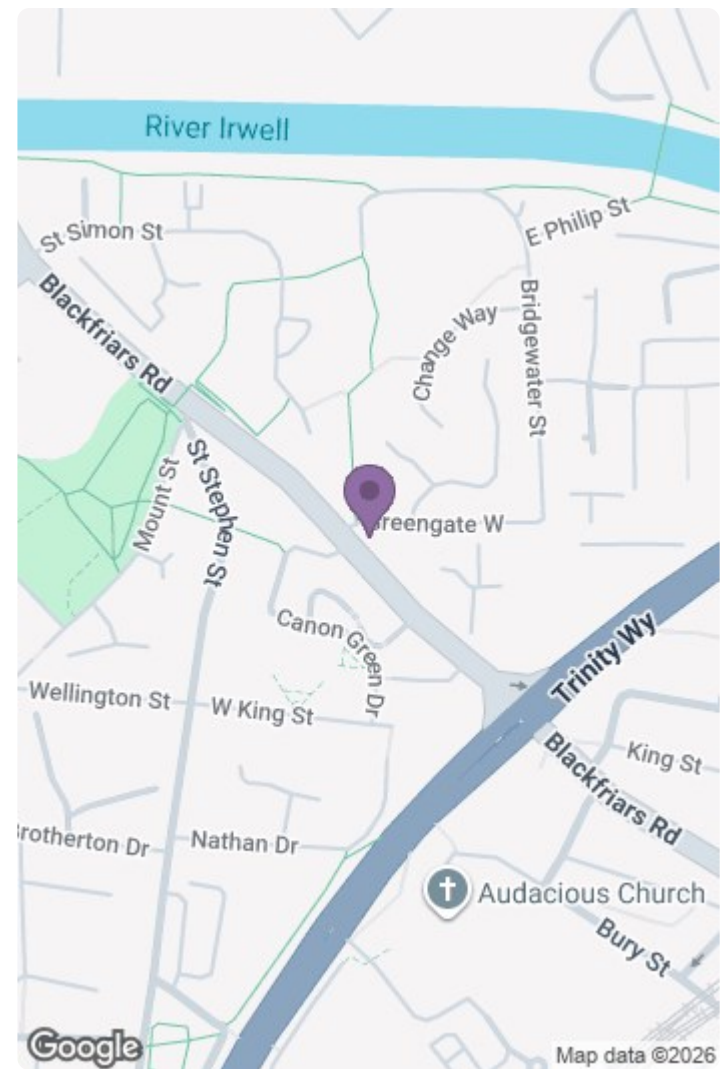 River Irwell
St Simon St
E Philip St
Blackfriars Rd
Change Way
Bridgewater St
Mount St
St Stephen St
Greengate W
Canon Green Dr
Trinity Wy
Wellington St
W King St
Blackfriars Rd
King St
Brotherton Dr
Nathan Dr
Audacious Church
Bury St
Google
Map data ©2026